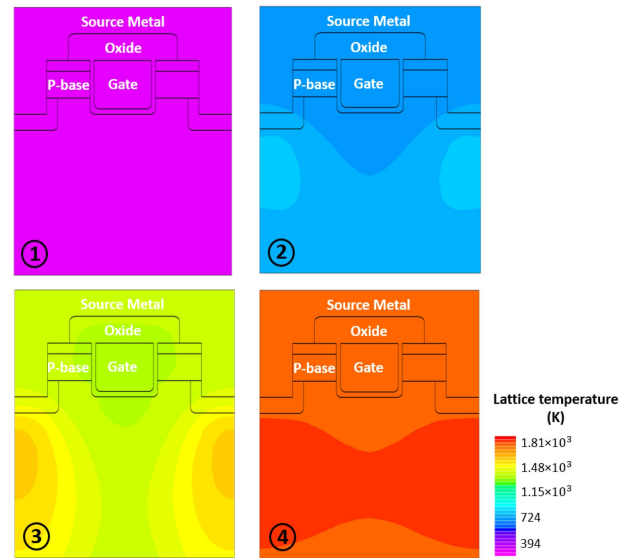 Source Metal
Oxide
P-base
Gate
①
Source Metal
Oxide
P-base
Gate
②
Source Metal
Oxide
P-base
Gate
③
Source Metal
Oxide
P-base
Gate
④
Lattice temperature
(K)
1.81×10³
1.48×10³
1.15×10³
724
394